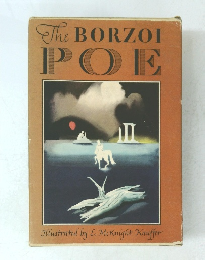 The BORZOI
POE
Illustrated by E. McKnight Kauffer